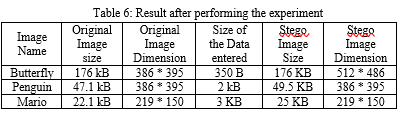 Table 6: Result after performing the experiment
Image Name | Original Image size | Original Image Dimension | Size of the Data entered | Stego Image Size | Stego Image Dimension
Butterfly | 176 kB | 386 * 395 | 350 B | 176 KB | 512 * 486
Penguin | 47.1 kB | 386 * 395 | 2 kB | 49.5 KB | 386 * 395
Mario | 22.1 kB | 219 * 150 | 3 KB | 25 KB | 219 * 150